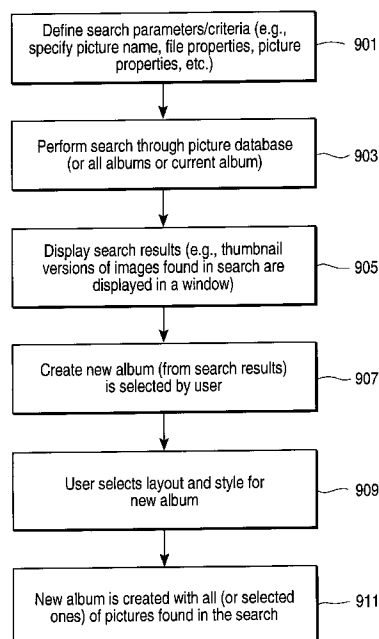 Define search parameters/criteria (e.g.,
specify picture name, file properties, picture
properties, etc.)
901
Perform search through picture database
(or all albums or current album)
903
Display search results (e.g., thumbnail
versions of images found in search are
displayed in a window)
905
Create new album (from search results)
is selected by user
907
User selects layout and style for
new album
909
New album is created with all (or selected
ones) of pictures found in the search
911